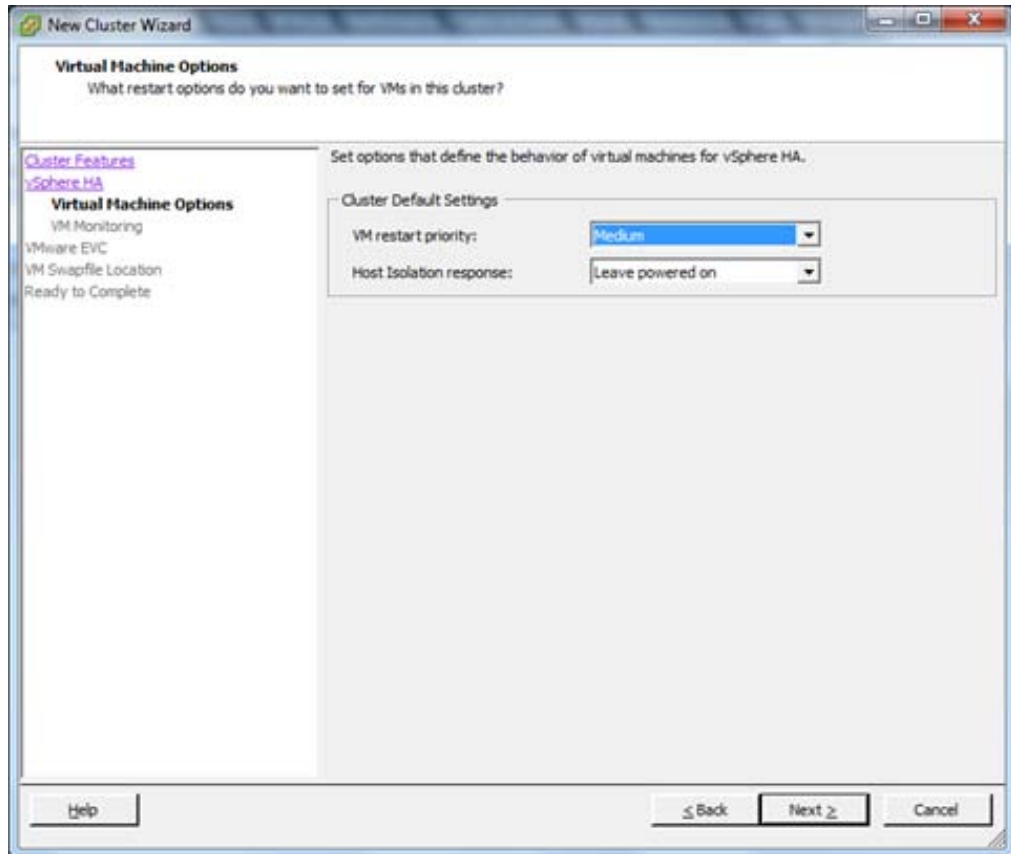 New Cluster Wizard
Virtual Machine Options
What restart options do you want to set for VMs in this cluster?
Cluster Features
vSphere HA
Virtual Machine Options
VM Monitoring
VMware EVC
VM Swapfile Location
Ready to Complete
Set options that define the behavior of virtual machines for vSphere HA.
Cluster Default Settings
VM restart priority: Medium
Host Isolation response: Leave powered on
Help
≤ Back
Next ≥
Cancel